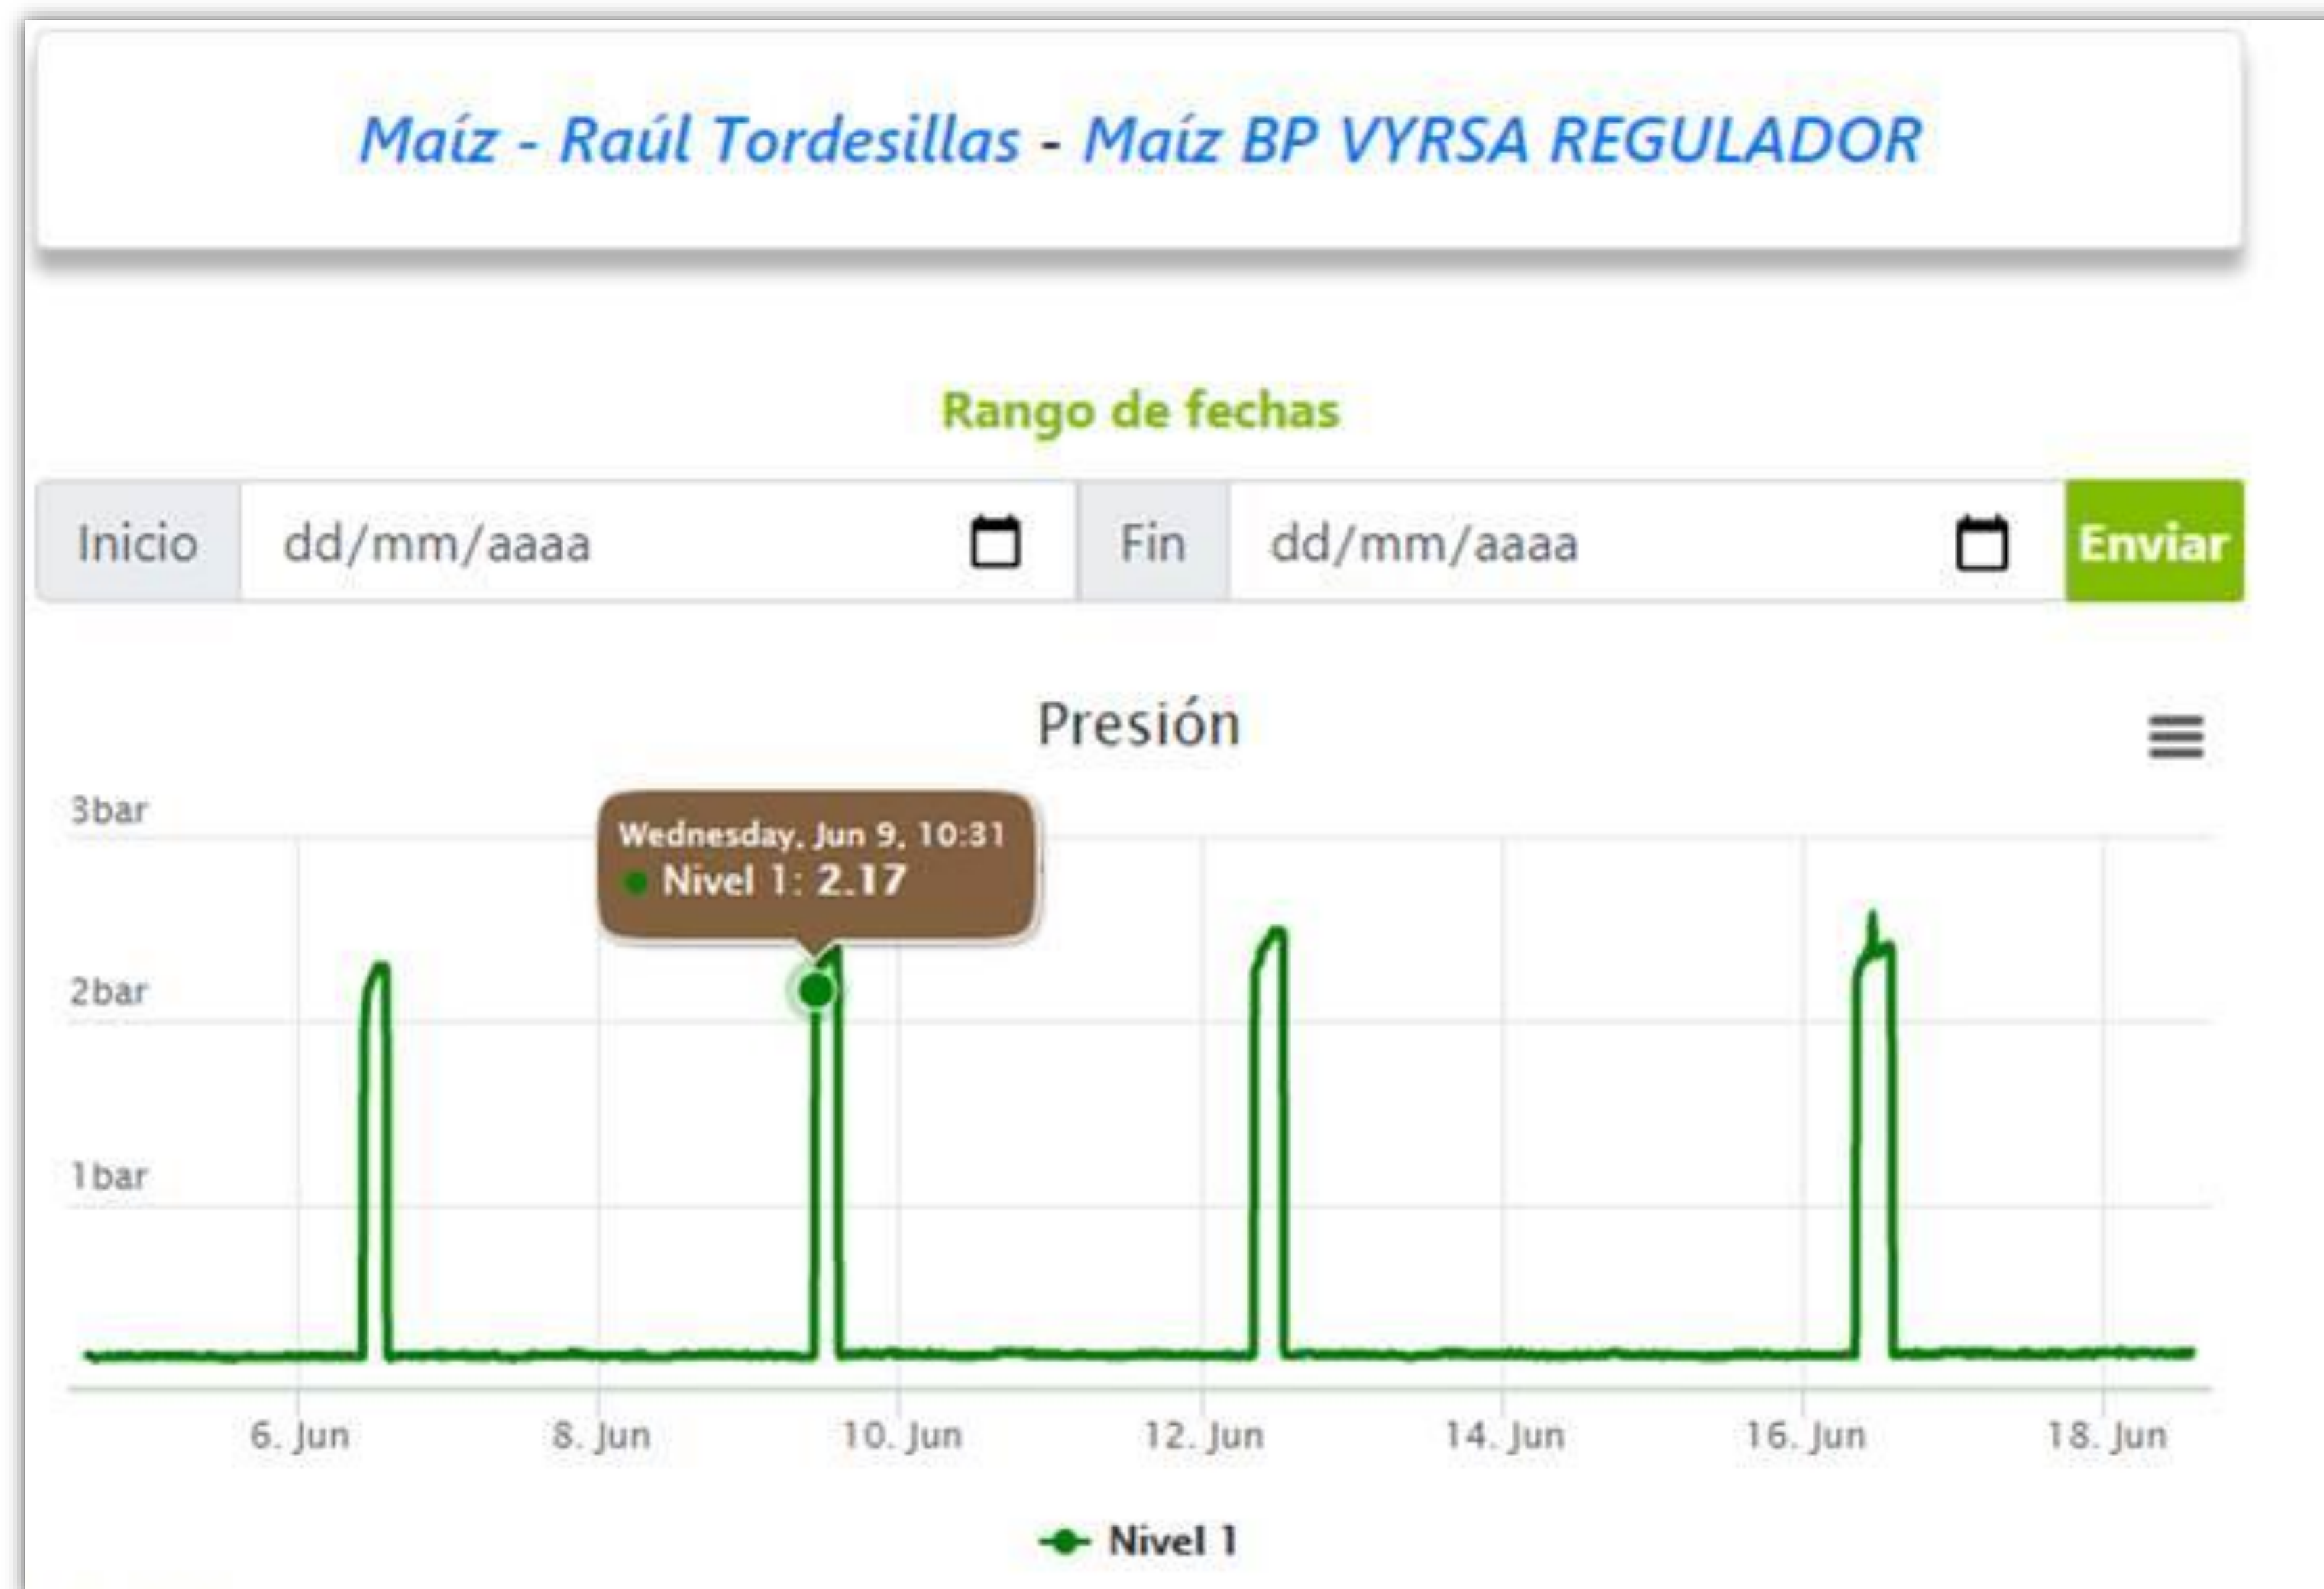 Maíz - Raúl Tordesillas - Maíz BP VYRSA REGULADOR
Rango de fechas
Inicio dd/mm/aaaa Fin dd/mm/aaaa Enviar
Presión
3bar
Wednesday, Jun 9, 10:31
Nivel 1: 2.17
2bar
1bar
6. Jun 8. Jun 10. Jun 12. Jun 14. Jun 16. Jun 18. Jun
Nivel 1